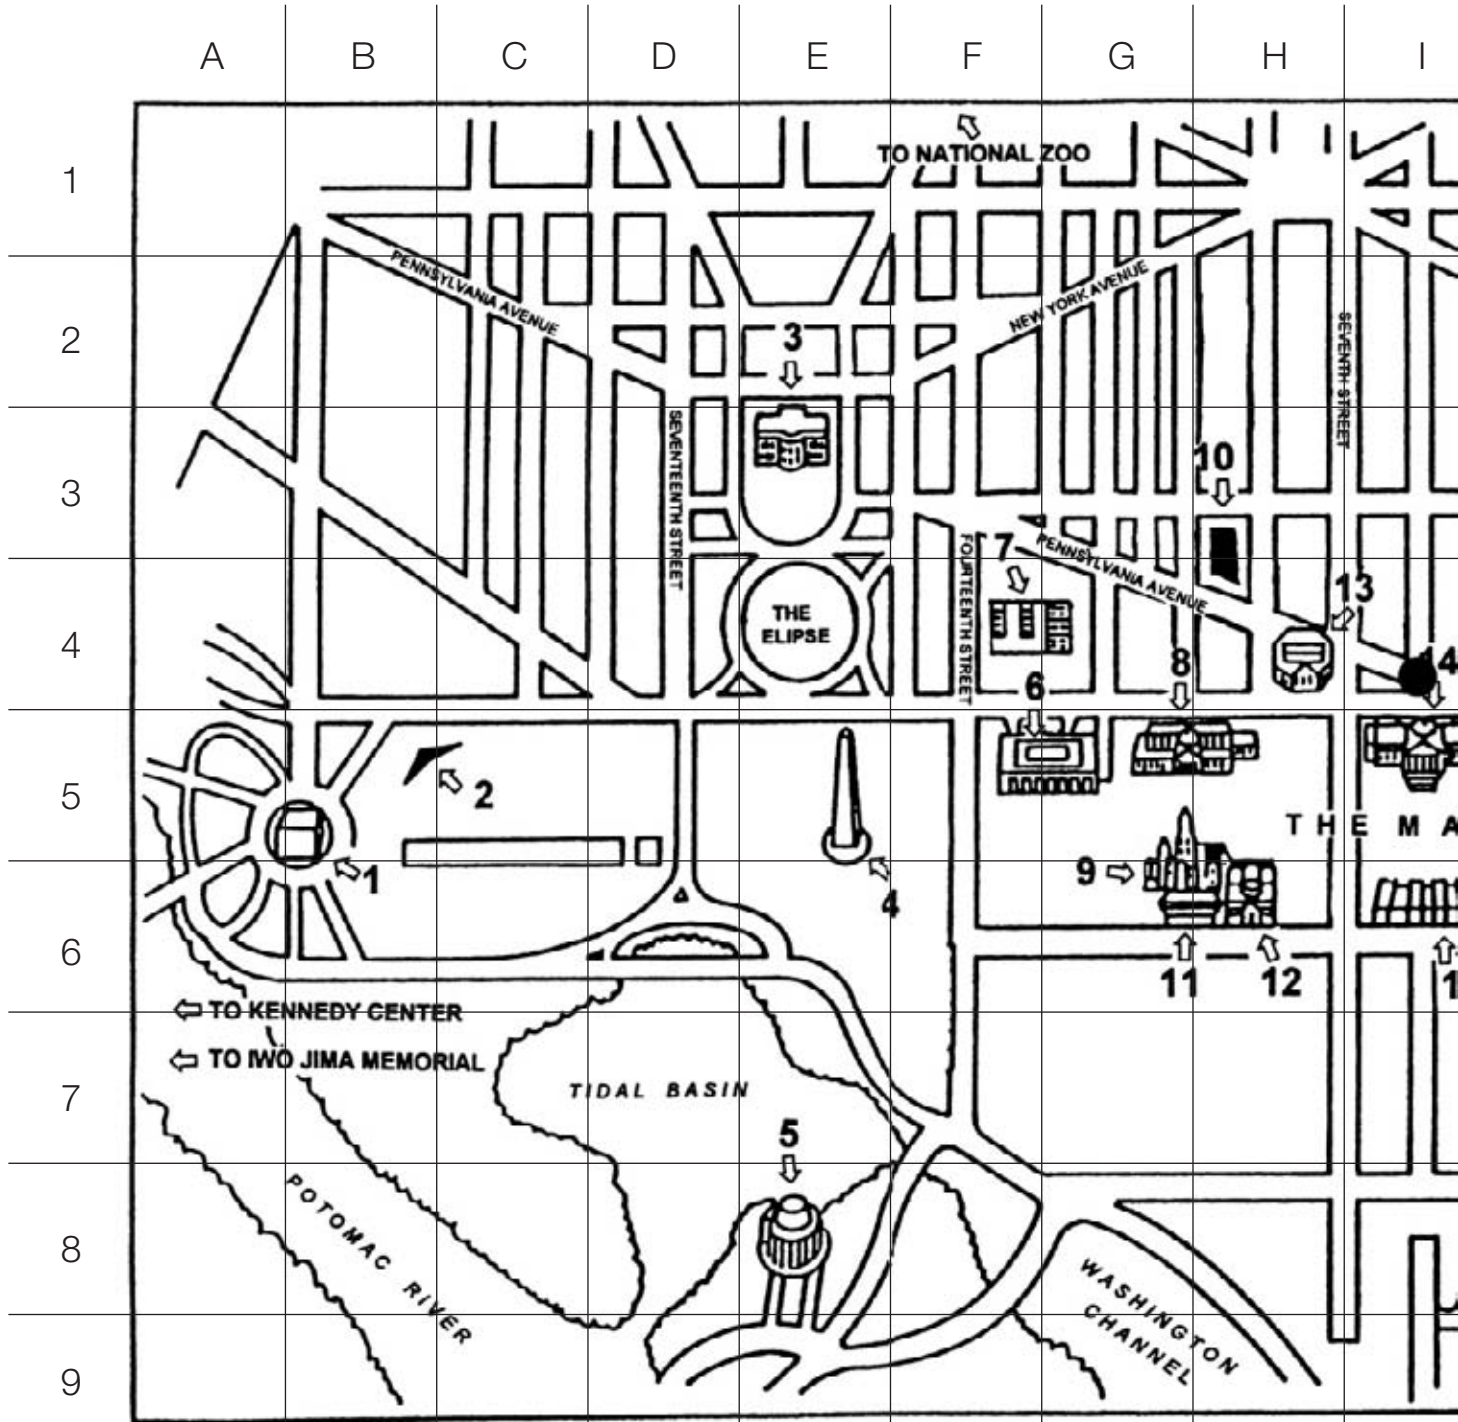 A B C D E F G H I
1
TO NATIONAL ZOO
2
PENNSYLVANIA AVENUE
NEW YORK AVENUE
3
SEVENTH STREET
3
SEVENTEENTH STREET
10
FOURTEENTH STREET
7
PENNSYLVANIA AVENUE
4
THE
ELIPSE
13
8
14
6
5
2
THE MA
1
9
4
6
11
12
1
TO KENNEDY CENTER
TO IWO JIMA MEMORIAL
7
TIDAL BASIN
5
8
POTOMAC RIVER
WASHINGTON
CHANNEL
9